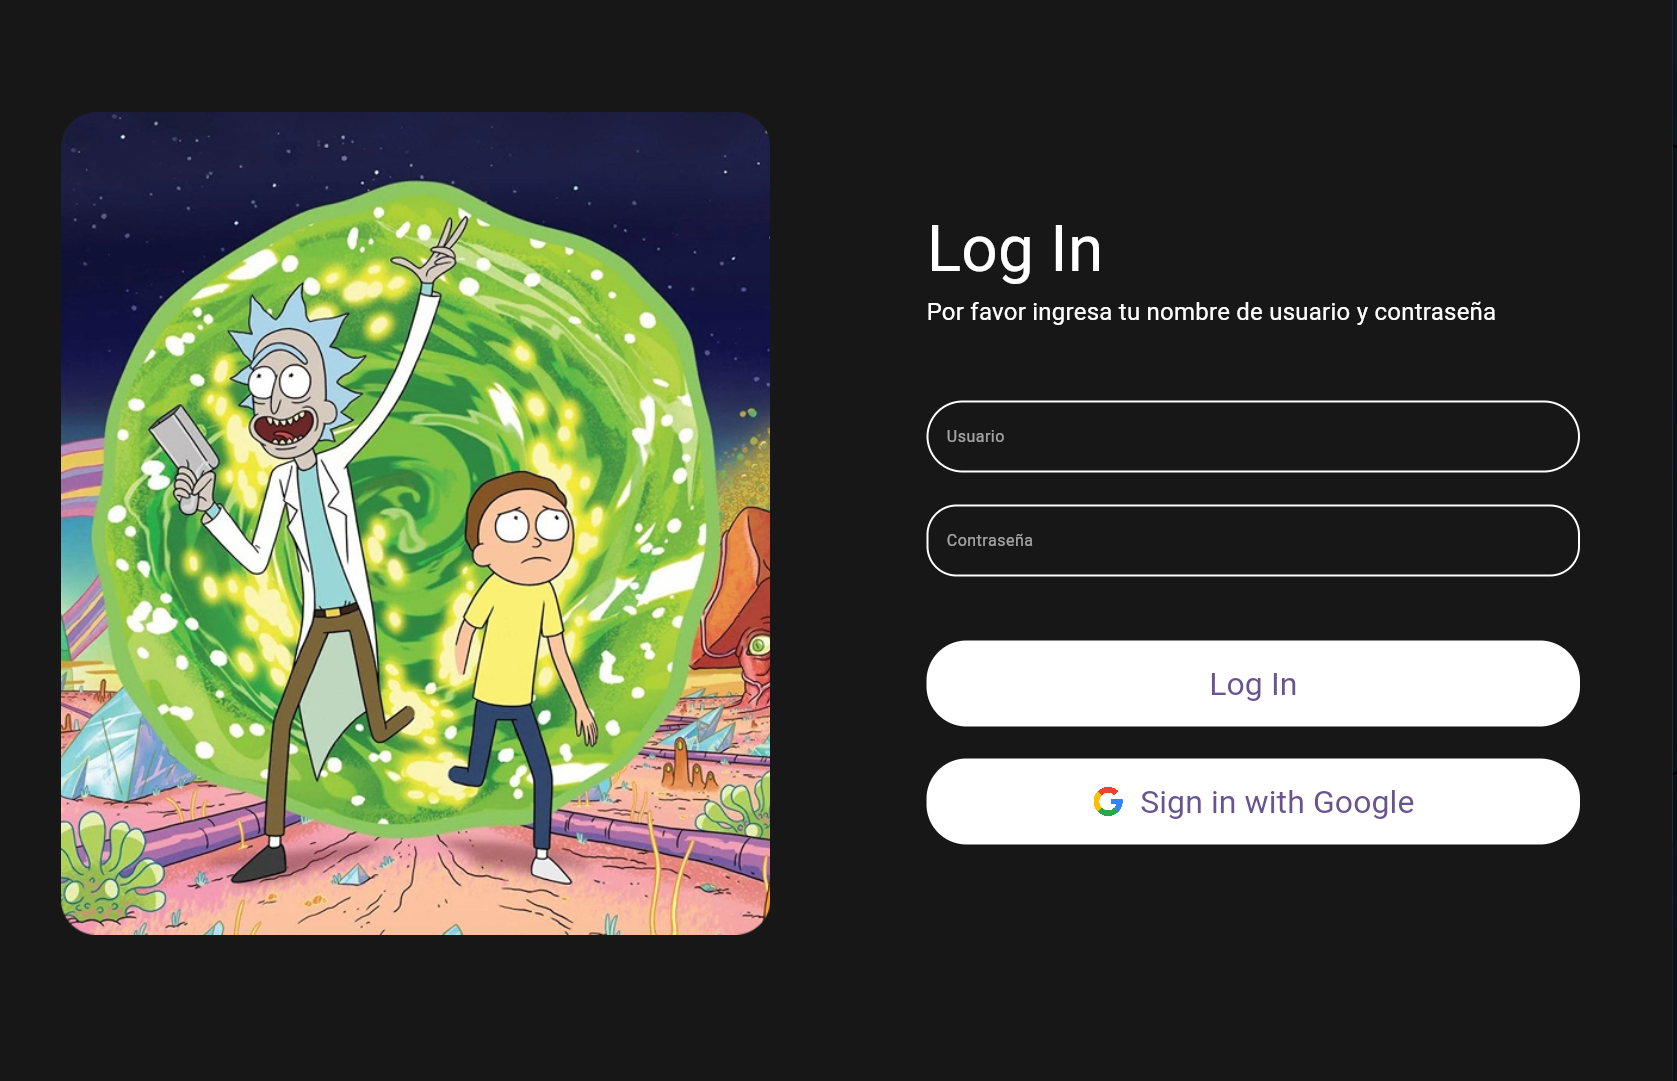 Log In
Por favor ingresa tu nombre de usuario y contraseña
Usuario
Contraseña
Log In
Sign in with Google